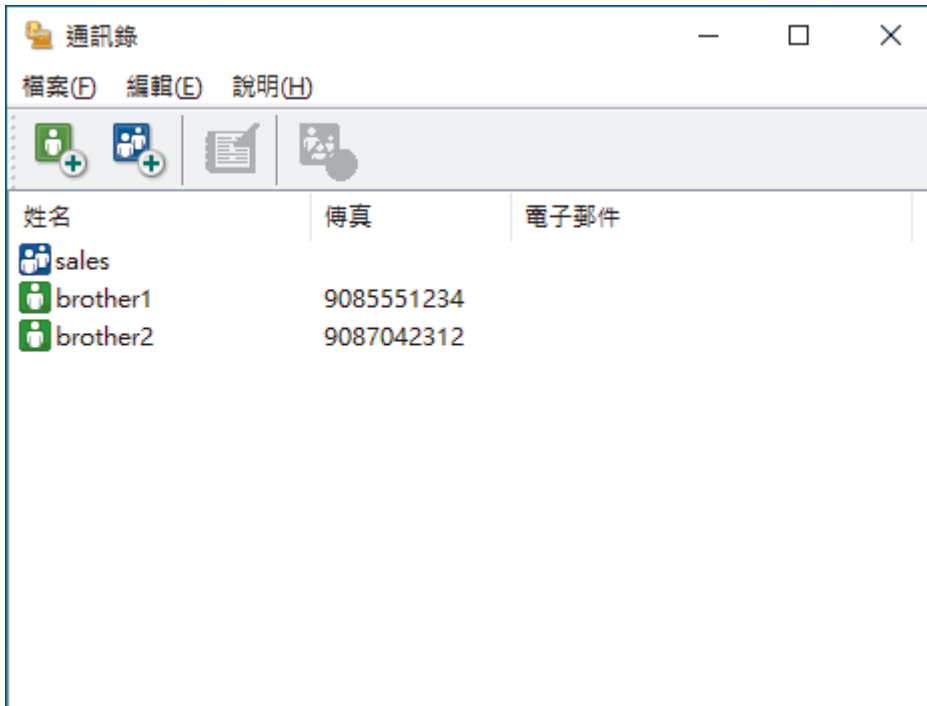 通訊錄
檔案(F) 編輯(E) 說明(H)
姓名 傳真 電子郵件
sales
brother1 9085551234
brother2 9087042312